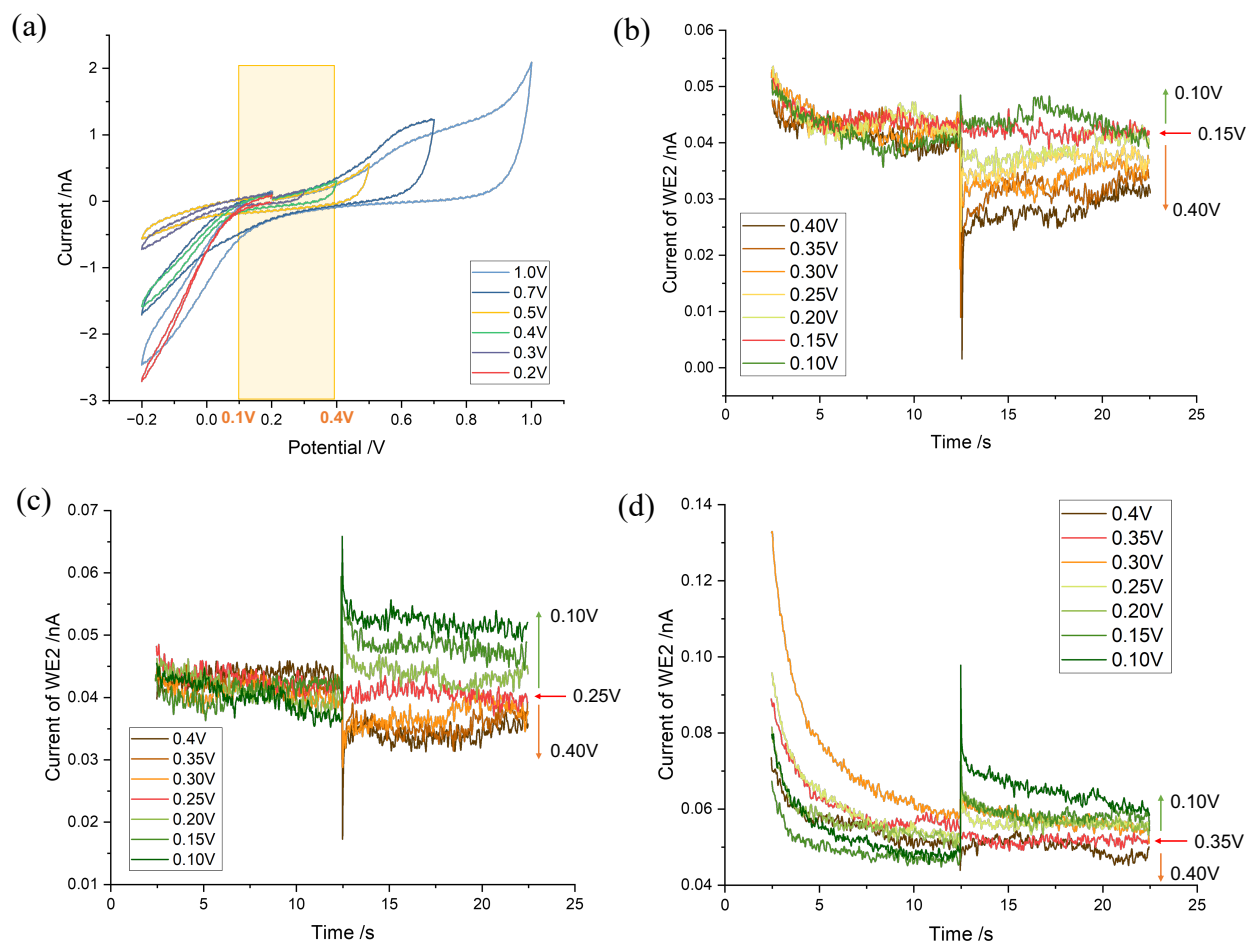 (a)
Current /nA
2
1
0
−1
−2
−3
−0.2
0.0
0.1V
0.2
0.4V
0.4
0.6
0.8
1.0
Potential /V
1.0V
0.7V
0.5V
0.4V
0.3V
0.2V
(b)
Current of WE2 /nA
0.06
0.05
0.04
0.03
0.02
0.01
0.00
0
5
10
15
20
25
Time /s
0.40V
0.35V
0.30V
0.25V
0.20V
0.15V
0.10V
0.10V
0.15V
0.40V
(c)
Current of WE2 /nA
0.07
0.06
0.05
0.04
0.03
0.02
0.01
0
5
10
15
20
25
Time /s
0.4V
0.35V
0.30V
0.25V
0.20V
0.15V
0.10V
0.10V
0.25V
0.40V
(d)
Current of WE2 /nA
0.14
0.12
0.10
0.08
0.06
0.04
0
5
10
15
20
25
Time /s
0.4V
0.35V
0.30V
0.25V
0.20V
0.15V
0.10V
0.10V
0.35V
0.40V